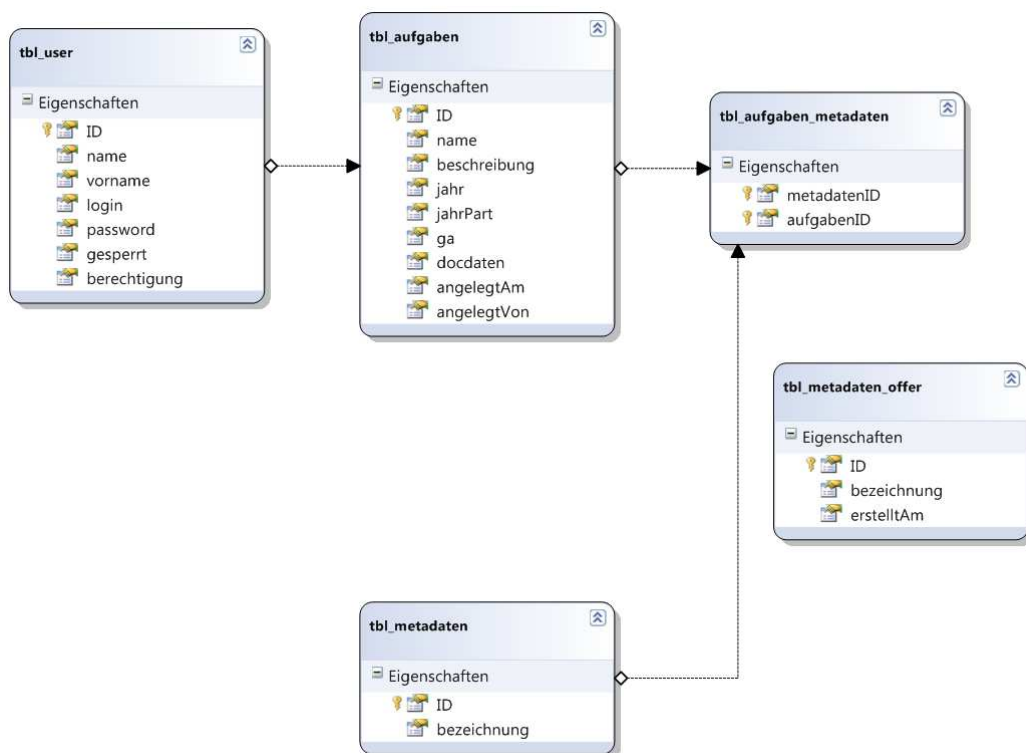 tbl_user
Eigenschaften
ID
name
vorname
login
password
gesperrt
berechtigung
tbl_aufgaben
Eigenschaften
ID
name
beschreibung
jahr
jahrPart
ga
docdaten
angelegtAm
angelegtVon
tbl_aufgaben_metadaten
Eigenschaften
metadatenID
aufgabenID
tbl_metadaten_offer
Eigenschaften
ID
bezeichnung
erstelltAm
tbl_metadaten
Eigenschaften
ID
bezeichnung